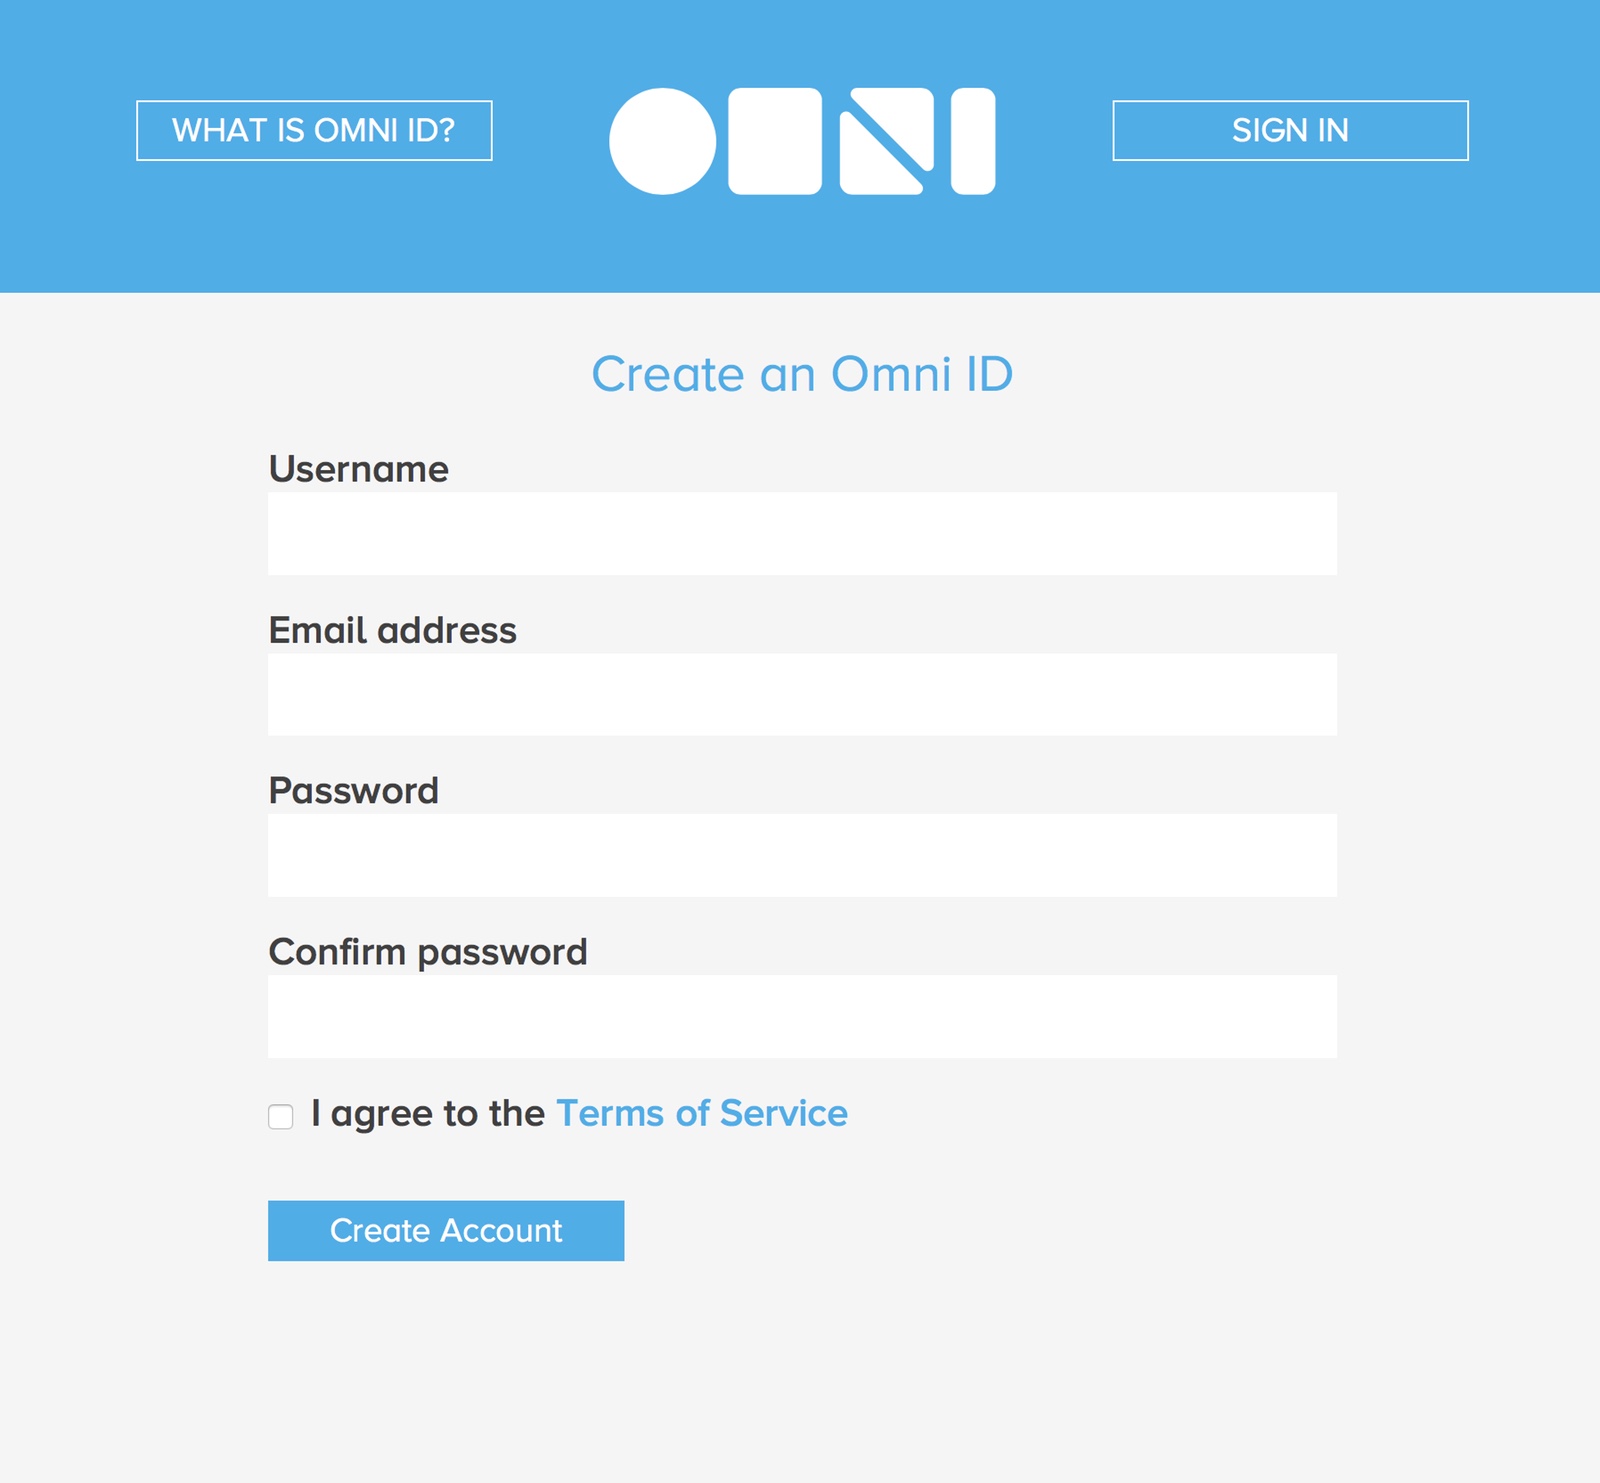 WHAT IS OMNI ID?
OMNI
SIGN IN
Create an Omni ID
Username
Email address
Password
Confirm password
I agree to the Terms of Service
Create Account